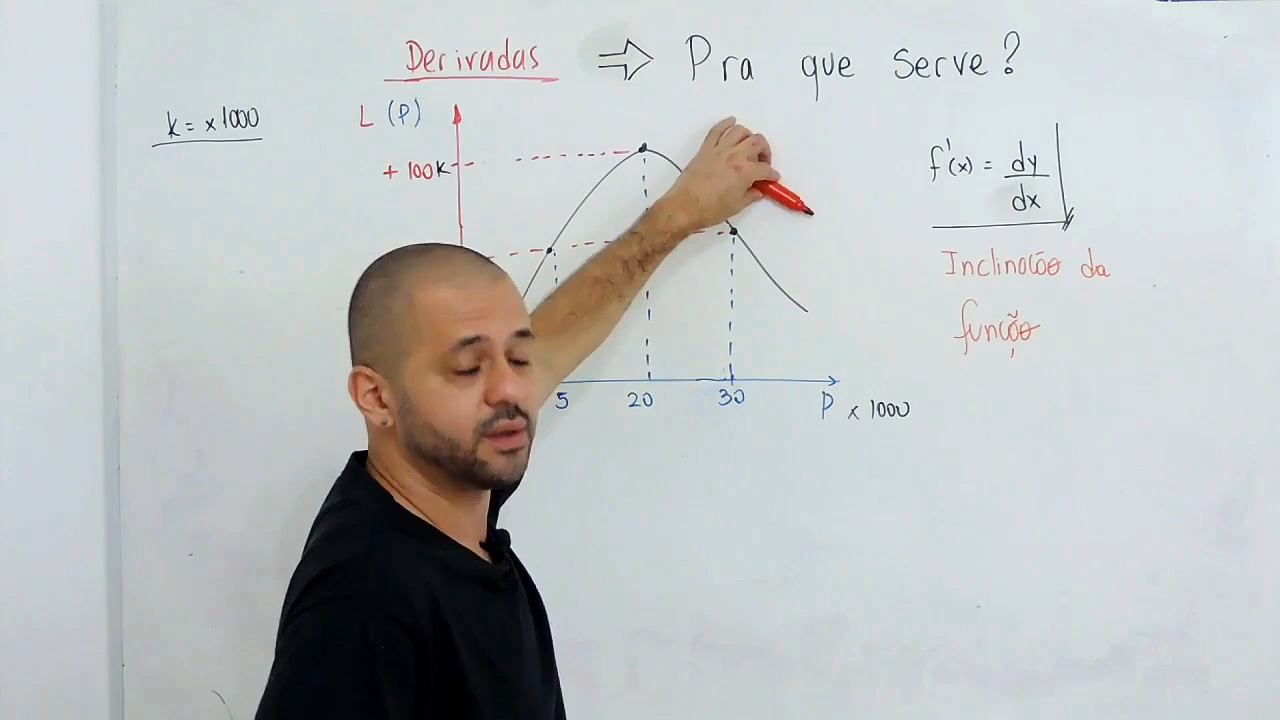 Derivadas ⇒ Pra que serve?
k = x 1000
L (P)
+ 100K
f'(x) = dy/dx
Inclinação da
função
5 20 30 P x 1000